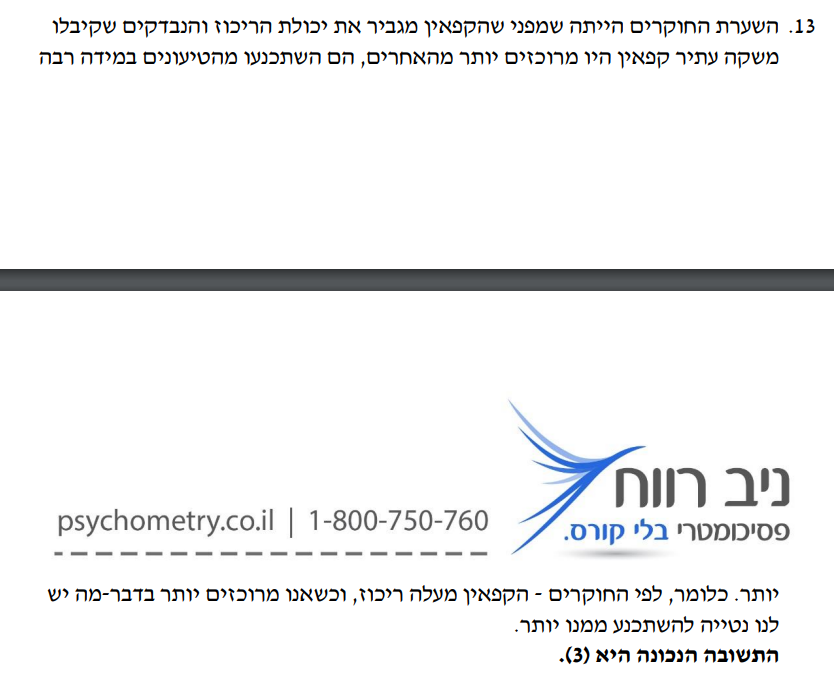 13. השערת החוקרים הייתה שמפני שהקפאין מגביר את יכולת הריכוז והנבדקים שקיבלו
משקה עתיר קפאין היו מרוכזים יותר מהאחרים, הם השתכנעו מהטיעונים במידה רבה
ניב רווח
פסיכומטרי בלי קורס.
psychometry.co.il | 1-800-750-760
יותר. כלומר, לפי החוקרים - הקפאין מעלה ריכוז, וכשאנו מרוכזים יותר בדבר-מה יש
לנו נטייה להשתכנע ממנו יותר.
התשובה הנכונה היא (3).